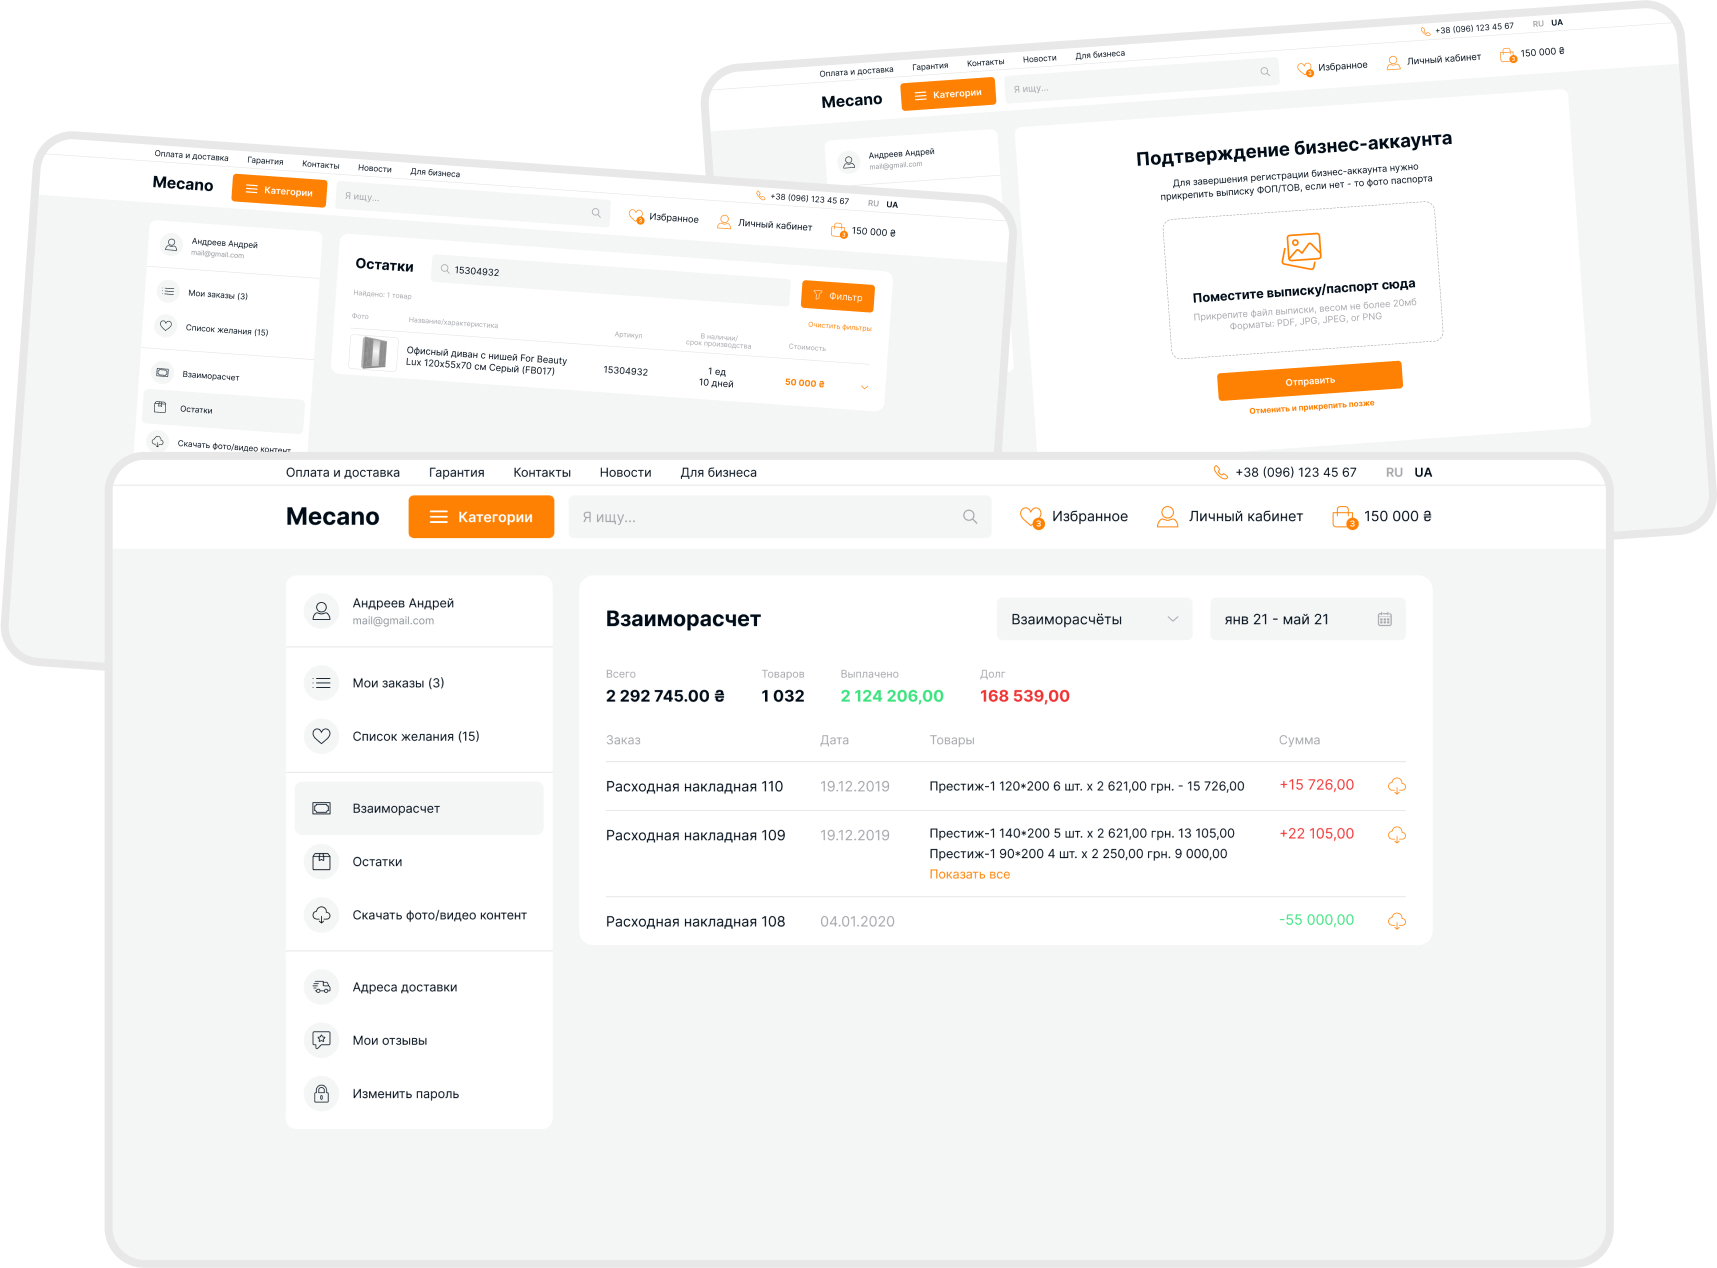 Оплата и доставка Гарантия Контакты Новости Для бизнеса +38 (096) 123 45 67 RU UA
Mecano Категории Я ищу... 3 Избранное Личный кабинет 3 150 000 ₴
Андреев Андрей
mail@gmail.com
Подтверждение бизнес-аккаунта
Для завершения регистрации бизнес-аккаунта нужно
прикрепить выписку ФОП/ТОВ, если нет - то фото паспорта
Поместите выписку/паспорт сюда
Прикрепите файл выписки, весом не более 20мб
Форматы: PDF, JPG, JPEG, or PNG
Отправить
Отменить и прикрепить позже
Оплата и доставка Гарантия Контакты Новости Для бизнеса +38 (096) 123 45 67 RU UA
Mecano Категории Я ищу... 3 Избранное Личный кабинет 150 000 ₴
Андреев Андрей
mail@gmail.com
Мои заказы (3)
Список желания (15)
Взаиморасчет
Остатки
Скачать фото/видео контент
Остатки 15304932 Фильтр
Найдено: 1 товар Очистить фильтры
Фото Название/характеристика Артикул В наличии/ Стоимость
срок производства
Офисный диван с нишей For Beauty 15304932 1 ед 50 000 ₴
Lux 120x55x70 см Серый (FB017) 10 дней
Оплата и доставка Гарантия Контакты Новости Для бизнеса +38 (096) 123 45 67 RU UA
Mecano Категории Я ищу... 3 Избранное Личный кабинет 3 150 000 ₴
Андреев Андрей
mail@gmail.com
Мои заказы (3)
Список желания (15)
Взаиморасчет
Остатки
Скачать фото/видео контент
Адреса доставки
Мои отзывы
Изменить пароль
Взаиморасчет Взаиморасчёты янв 21 - май 21
Всего Товаров Выплачено Долг
2 292 745.00 ₴ 1 032 2 124 206,00 168 539,00
Заказ Дата Товары Сумма
Расходная накладная 110 19.12.2019 Престиж-1 120*200 6 шт. х 2 621,00 грн. - 15 726,00 +15 726,00
Расходная накладная 109 19.12.2019 Престиж-1 140*200 5 шт. х 2 621,00 грн. 13 105,00 +22 105,00
Престиж-1 90*200 4 шт. х 2 250,00 грн. 9 000,00
Показать все
Расходная накладная 108 04.01.2020 -55 000,00